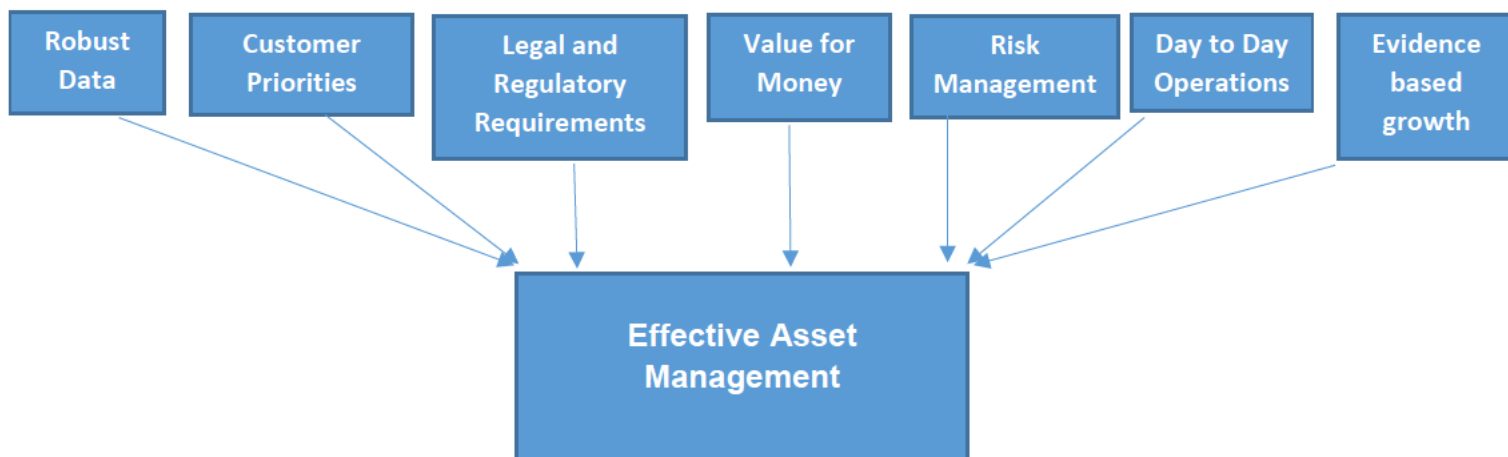 Robust
Data
Customer
Priorities
Legal and
Regulatory
Requirements
Value for
Money
Risk
Management
Day to Day
Operations
Evidence
based
growth
Effective Asset
Management